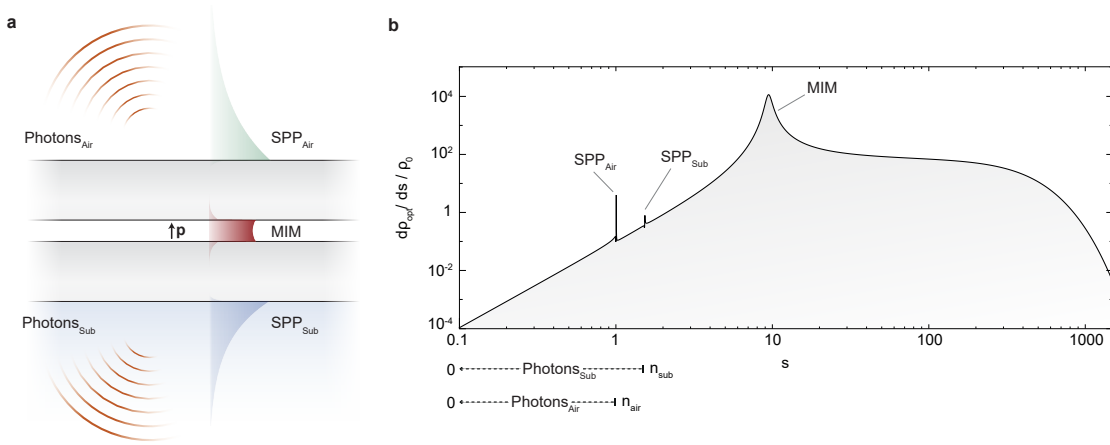 a
Photons_Air
SPP_Air
p
MIM
Photons_Sub
SPP_Sub
b
dρ_opt / ds / ρ_0
10^4
10^2
1
10^-2
10^-4
MIM
SPP_Air
SPP_Sub
0.1
1
10
100
1000
s
0
Photons_Sub
n_sub
0
Photons_Air
n_air